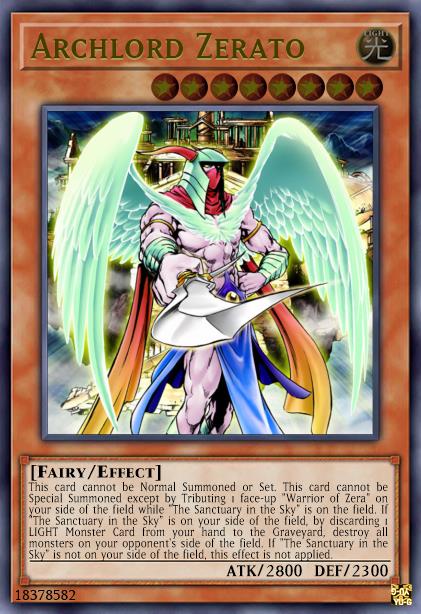 Archlord Zerato
LIGHT
光
[Fairy/Effect]
This card cannot be Normal Summoned or Set. This card cannot be
Special Summoned except by Tributing 1 face-up "Warrior of Zera" on
your side of the field while "The Sanctuary in the Sky" is on the field. If
"The Sanctuary in the Sky" is on your side of the field, by discarding 1
LIGHT Monster Card from your hand to the Graveyard, destroy all
monsters on your opponent's side of the field. If "The Sanctuary in the
Sky" is not on your side of the field, this effect is not applied.
ATK/2800 DEF/2300
18378582